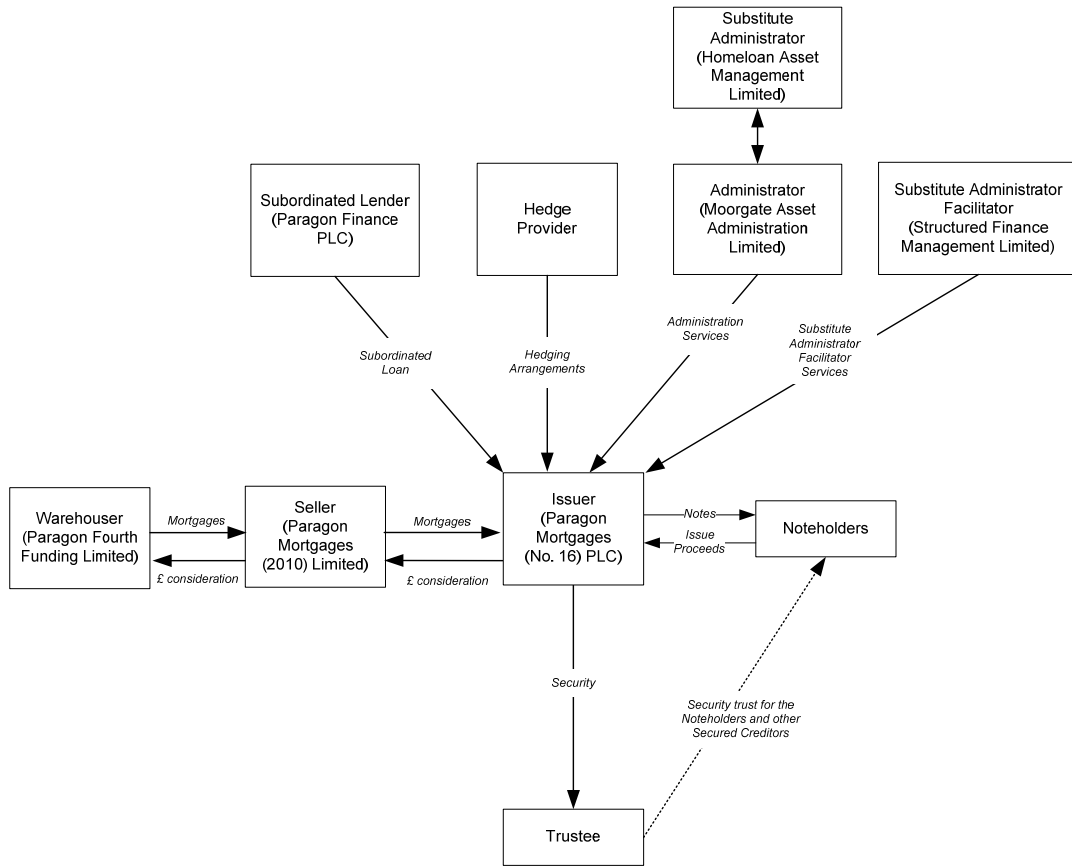 Substitute
Administrator
(Homeloan Asset
Management
Limited)
Subordinated Lender
(Paragon Finance
PLC)
Hedge
Provider
Administrator
(Moorgate Asset
Administration
Limited)
Substitute Administrator
Facilitator
(Structured Finance
Management Limited)
Subordinated
Loan
Hedging
Arrangements
Administration
Services
Substitute
Administrator
Facilitator
Services
Warehouser
(Paragon Fourth
Funding Limited)
Mortgages
£ consideration
Seller
(Paragon
Mortgages
(2010) Limited)
Mortgages
£ consideration
Issuer
(Paragon
Mortgages
(No. 16) PLC)
Notes
Issue
Proceeds
Noteholders
Security
Security trust for the
Noteholders and other
Secured Creditors
Trustee